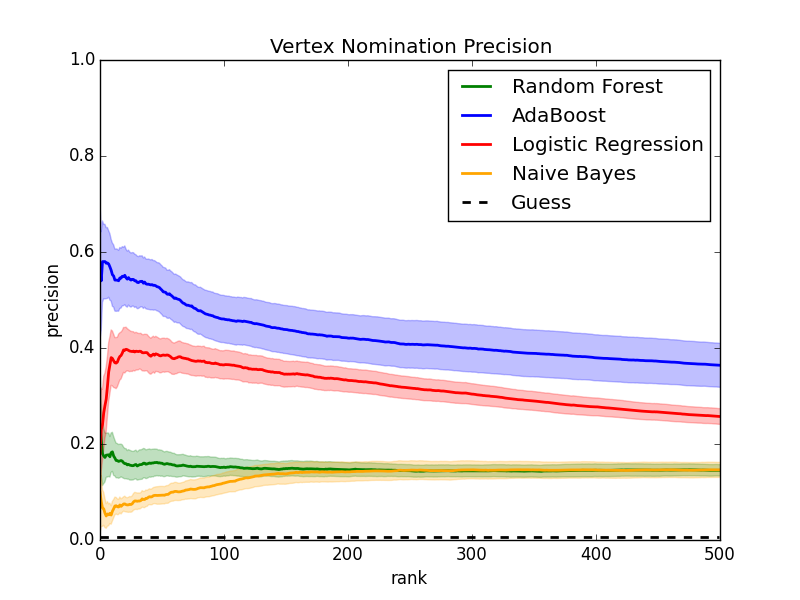 Vertex Nomination Precision
1.0
0.8
0.6
0.4
0.2
0.0
precision
Random Forest
AdaBoost
Logistic Regression
Naive Bayes
Guess
0 100 200 300 400 500
rank